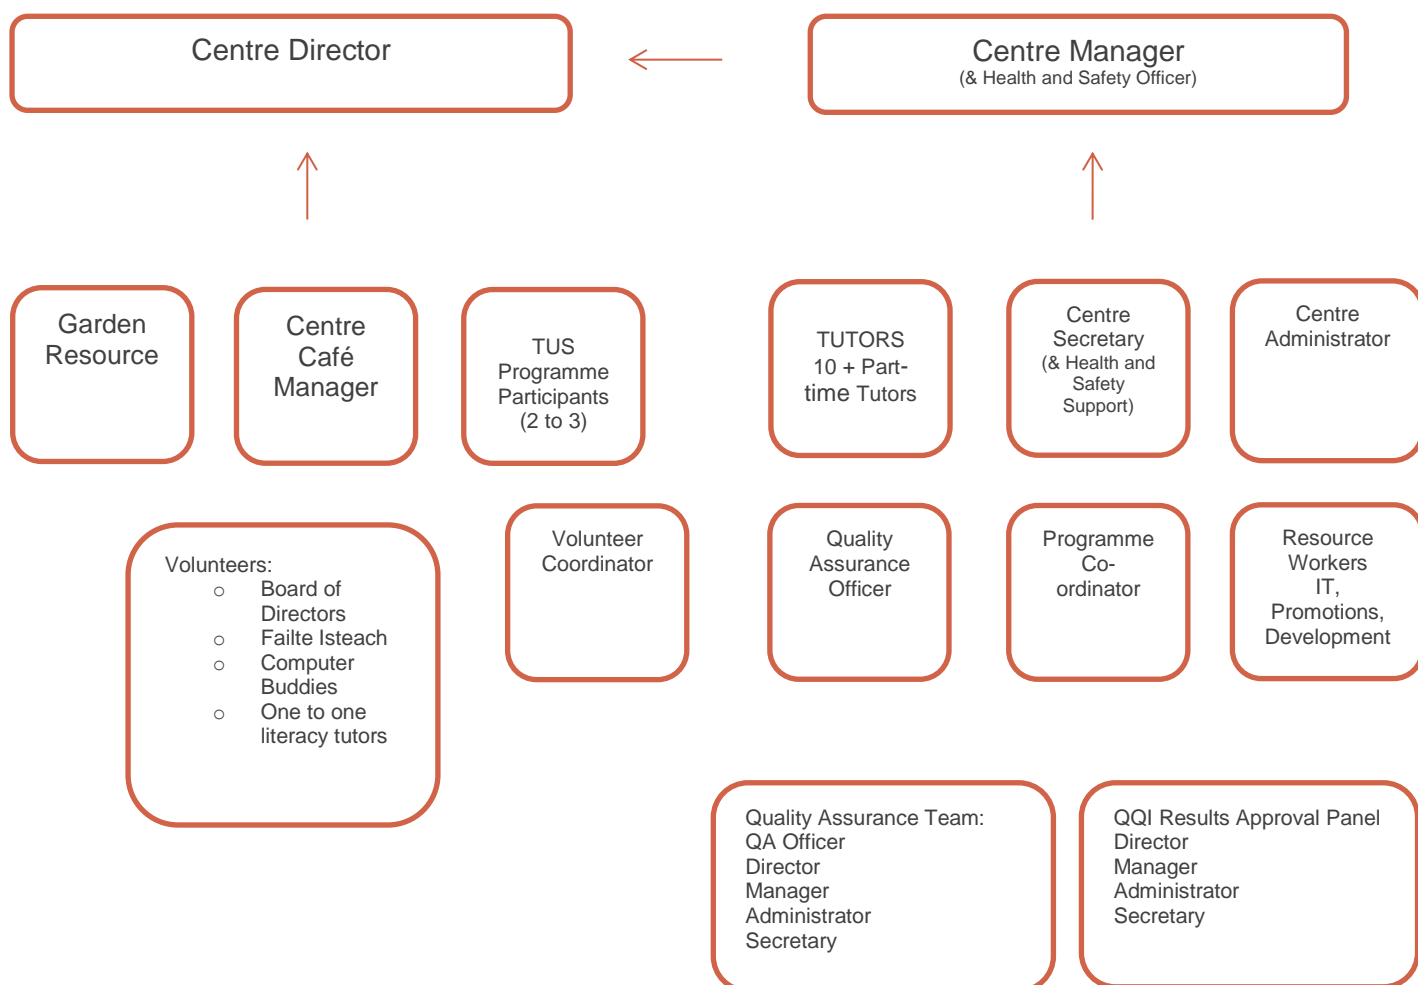 Centre Director
Centre Manager
(& Health and Safety Officer)
Garden
Resource
Centre
Café
Manager
TUS
Programme
Participants
(2 to 3)
TUTORS
10 + Part-
time Tutors
Centre
Secretary
(& Health and
Safety
Support)
Centre
Administrator
Volunteers:
o Board of
Directors
o Failte Isteach
o Computer
Buddies
o One to one
literacy tutors
Volunteer
Coordinator
Quality
Assurance
Officer
Programme
Co-
ordinator
Resource
Workers
IT,
Promotions,
Development
Quality Assurance Team:
QA Officer
Director
Manager
Administrator
Secretary
QQI Results Approval Panel
Director
Manager
Administrator
Secretary